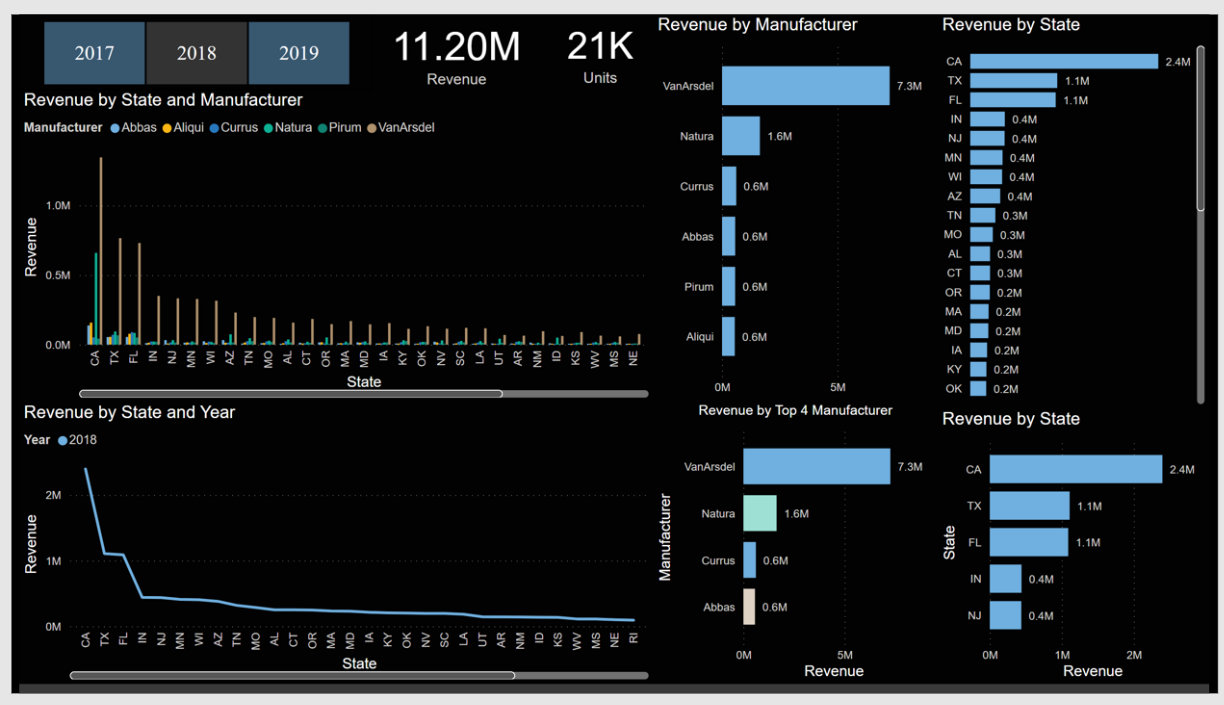 2017
2018
2019
11.20M
Revenue
21K
Units
Revenue by State and Manufacturer
Manufacturer Abbas Aliqui Currus Natura Pirum VanArsdel
Revenue
1.0M
0.5M
0.0M
CA TX FL IN NJ MN WI AZ TN MO AL CT OR MA MD IA KY OK NV SC LA UT AR NM ID KS WV MS NE
State
Revenue by State and Year
Year 2018
Revenue
2M
1M
0M
CA TX FL IN NJ MN WI AZ TN MO AL CT OR MA MD IA KY OK NV SC LA UT AR NM ID KS WV MS NE RI
State
Revenue by Manufacturer
VanArsdel 7.3M
Natura 1.6M
Currus 0.6M
Abbas 0.6M
Pirum 0.6M
Aliqui 0.6M
0M 5M
Revenue by Top 4 Manufacturer
Manufacturer
VanArsdel 7.3M
Natura 1.6M
Currus 0.6M
Abbas 0.6M
0M 5M
Revenue
Revenue by State
CA 2.4M
TX 1.1M
FL 1.1M
IN 0.4M
NJ 0.4M
MN 0.4M
WI 0.4M
AZ 0.4M
TN 0.3M
MO 0.3M
AL 0.3M
CT 0.3M
OR 0.2M
MA 0.2M
MD 0.2M
IA 0.2M
KY 0.2M
OK 0.2M
Revenue by State
State
CA 2.4M
TX 1.1M
FL 1.1M
IN 0.4M
NJ 0.4M
0M 1M 2M
Revenue